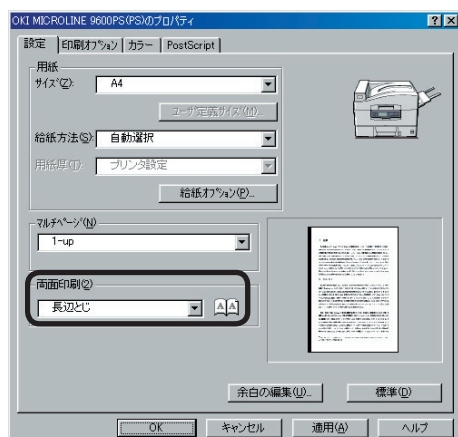 OKI MICROLINE 9600PS(PS)のプロパティ
設定 印刷オプション カラー PostScript
用紙
サイズ(Z): A4
ユーザ定義サイズ(M)...
給紙方法(S): 自動選択
用紙厚(T): プリンタ設定
給紙オプション(P)...
マルチページ(N)
1-up
両面印刷(2)
長辺とじ
A A
余白の編集(U)...
標準(D)
OK キャンセル 適用(A) ヘルプ